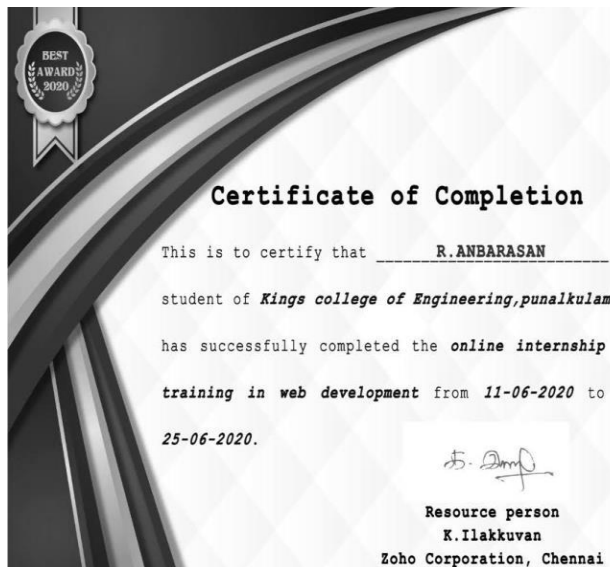 BEST
AWARD
2020
Certificate of Completion
This is to certify that R.ANBARASAN
student of Kings college of Engineering,punalkulam
has successfully completed the online internship
training in web development from 11-06-2020 to
25-06-2020.
Resource person
K.Ilakkuvan
Zoho Corporation, Chennai